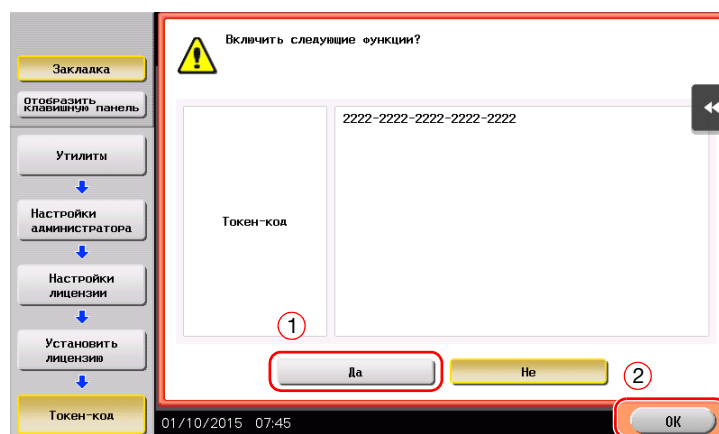 Включить следующие функции?
Закладка
Отобразить
клавишную панель
Утилиты
Настройки
администратора
Настройки
лицензии
Установить
лицензию
Токен-код
Токен-код
2222-2222-2222-2222-2222
1
Да
Не
2
01/10/2015 07:45
OK